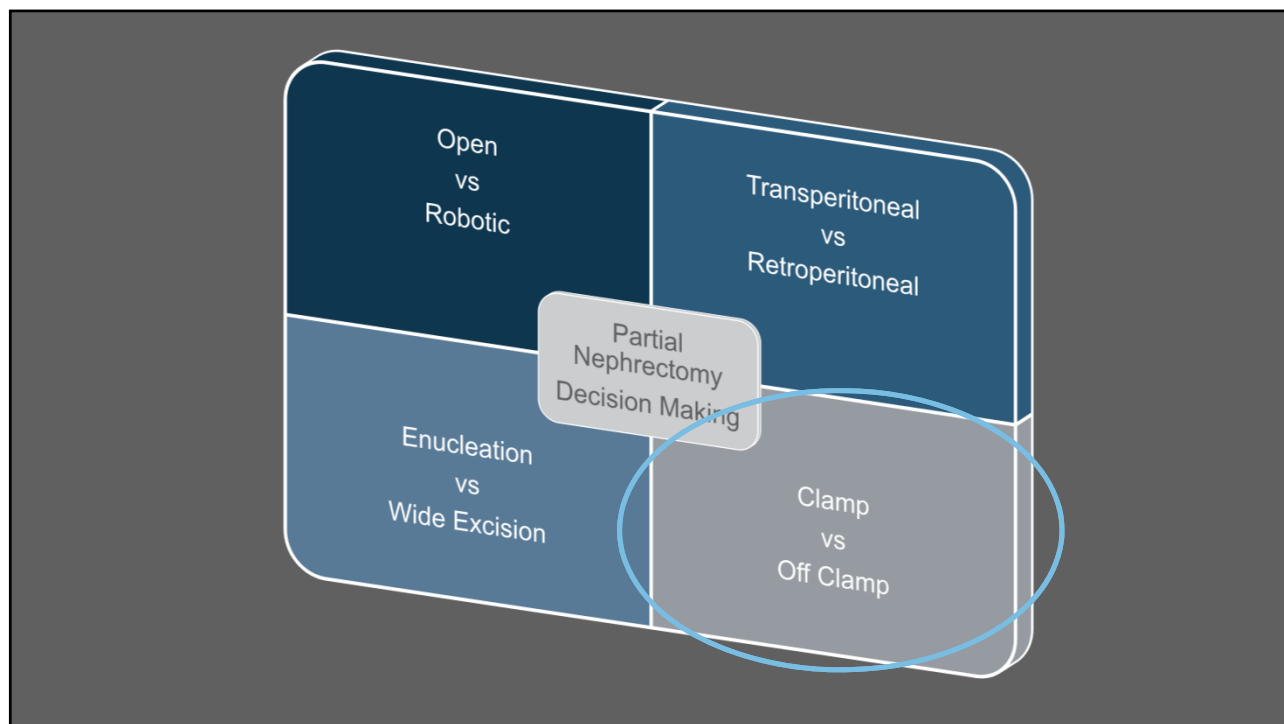 Open
vs
Robotic
Transperitoneal
vs
Retroperitoneal
Partial
Nephrectomy
Decision Making
Enucleation
vs
Wide Excision
Clamp
vs
Off Clamp